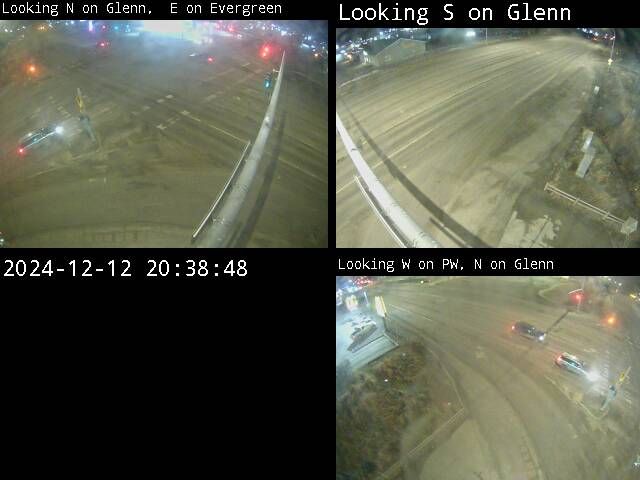 Looking N on Glenn,  E on Evergreen
Looking S on Glenn
2024-12-12 20:38:48
Looking W on PW, N on Glenn